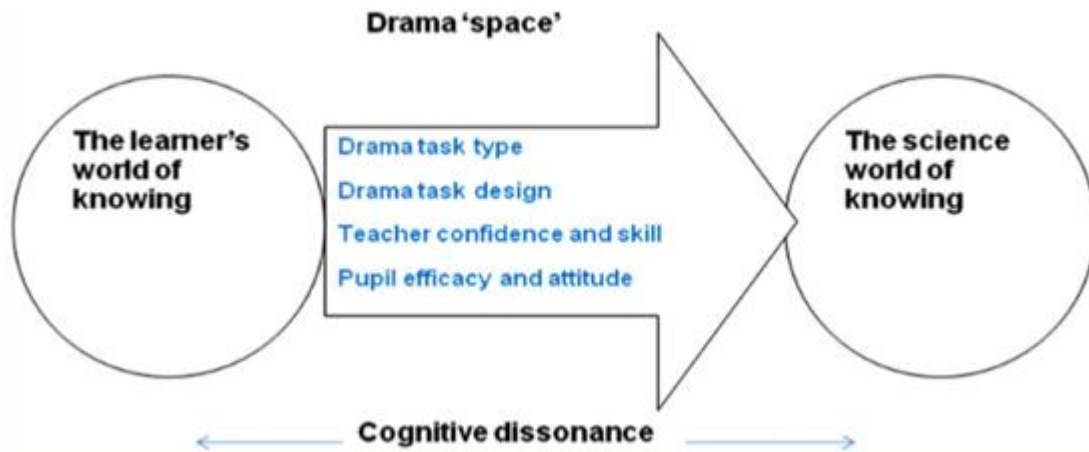 Drama ‘space’
The learner’s
world of
knowing
Drama task type
Drama task design
Teacher confidence and skill
Pupil efficacy and attitude
The science
world of
knowing
Cognitive dissonance